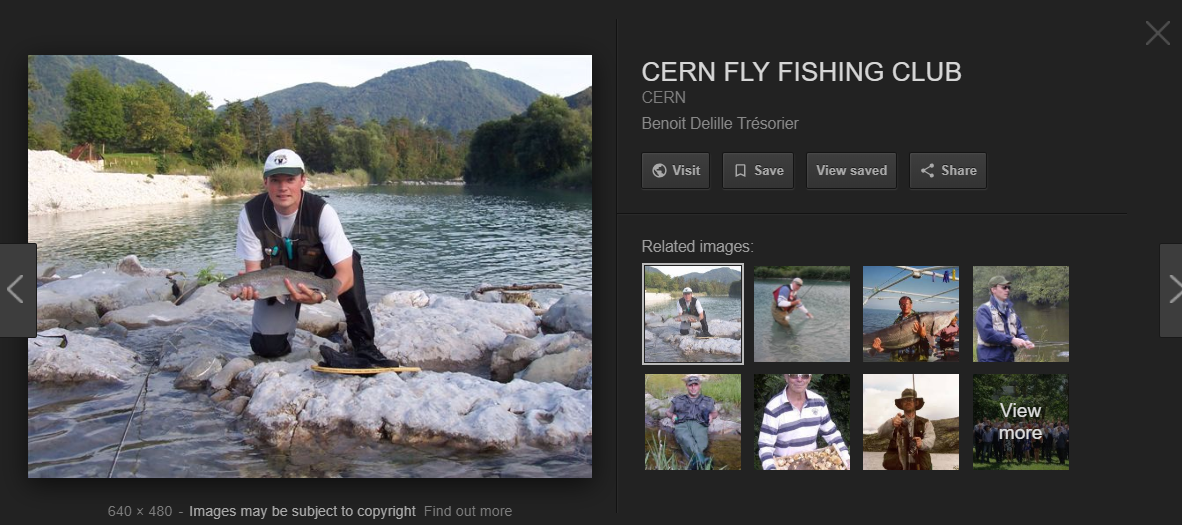 CERN FLY FISHING CLUB
CERN
Benoit Delille Trésorier
Visit
Save
View saved
Share
Related images:
View
more
640 × 480 - Images may be subject to copyright Find out more